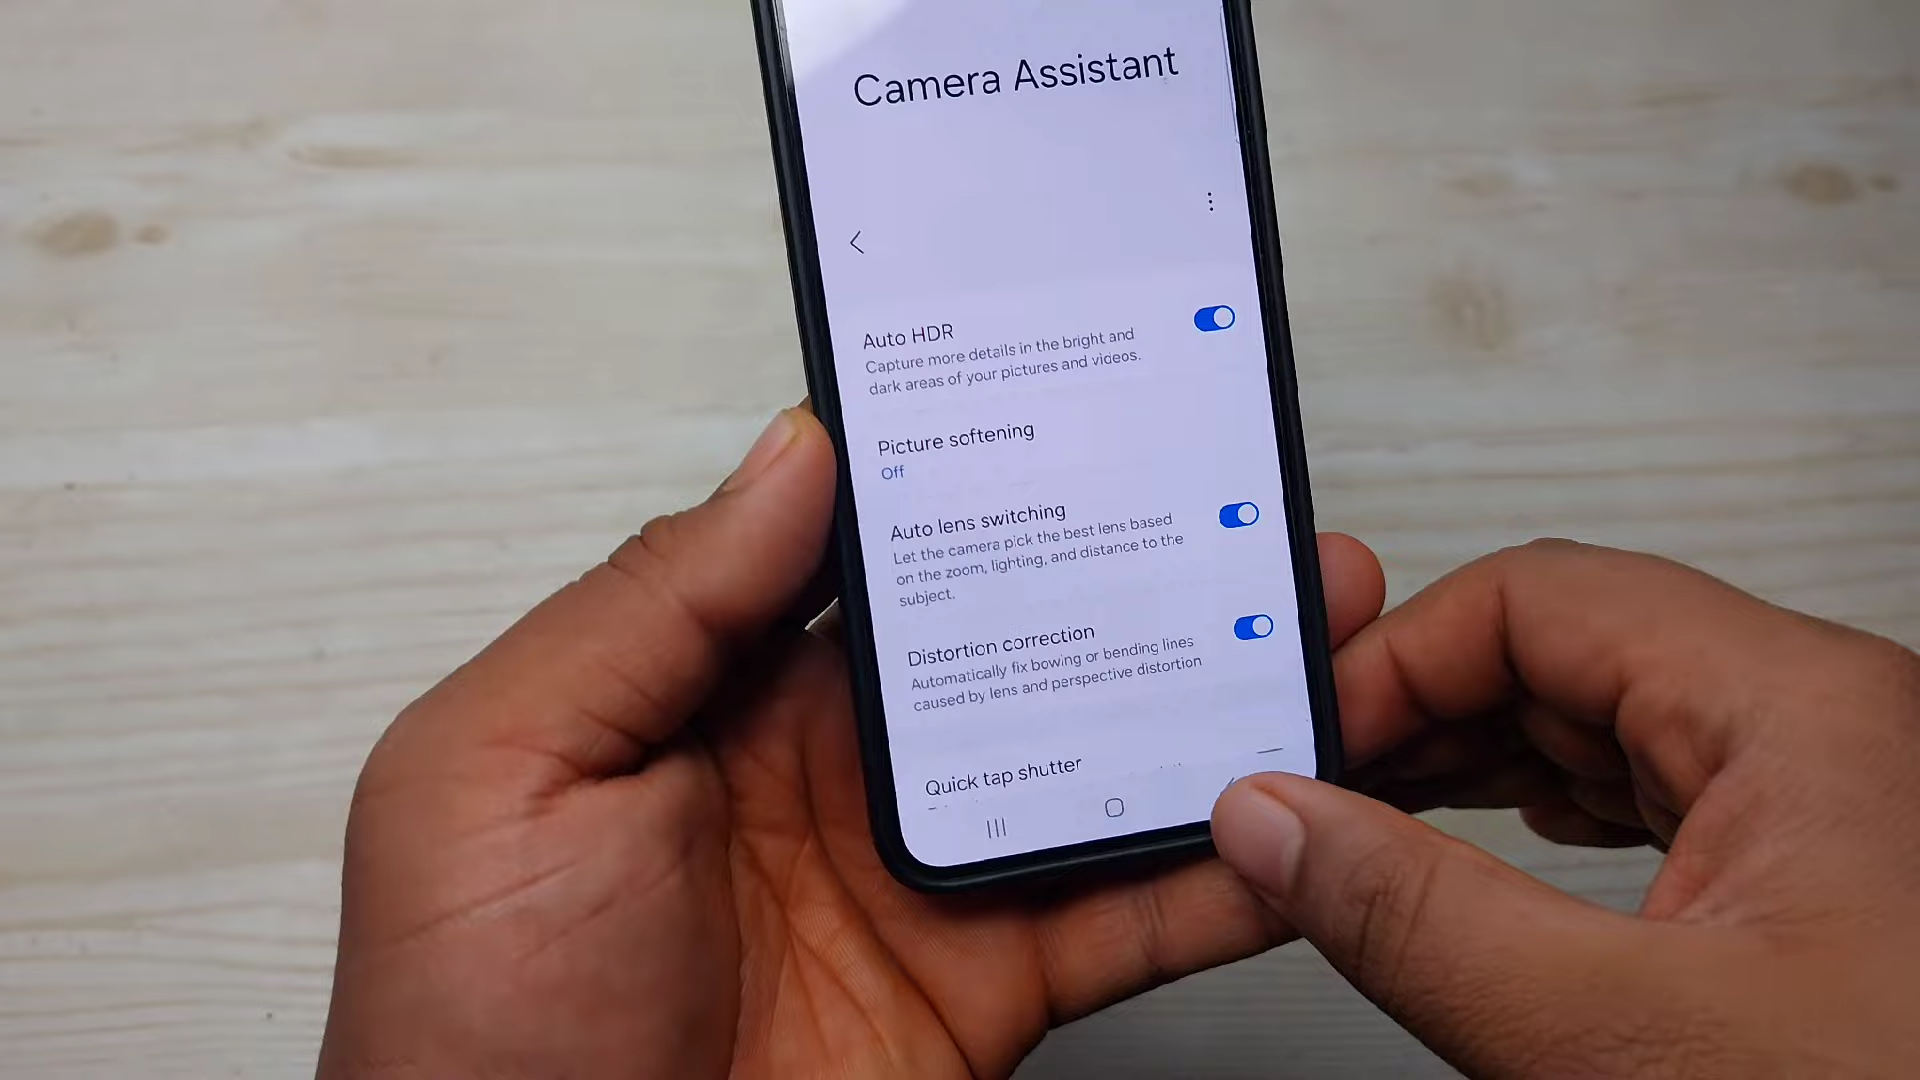 Camera Assistant
Auto HDR
Capture more details in the bright and
dark areas of your pictures and videos.
Picture softening
Off
Auto lens switching
Let the camera pick the best lens based
on the zoom, lighting, and distance to the
subject.
Distortion correction
Automatically fix bowing or bending lines
caused by lens and perspective distortion
Quick tap shutter